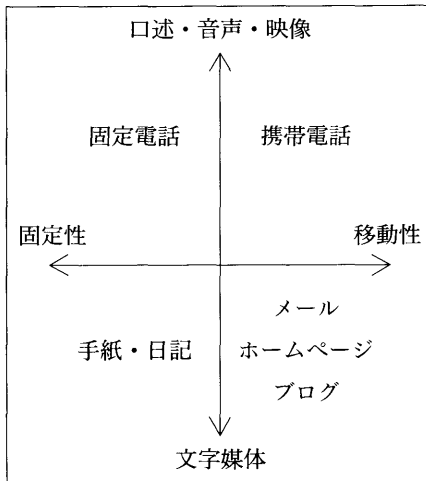 口述・音声・映像
固定電話
携帯電話
固定性
移動性
メール
手紙・日記
ホームページ
ブログ
文字媒体